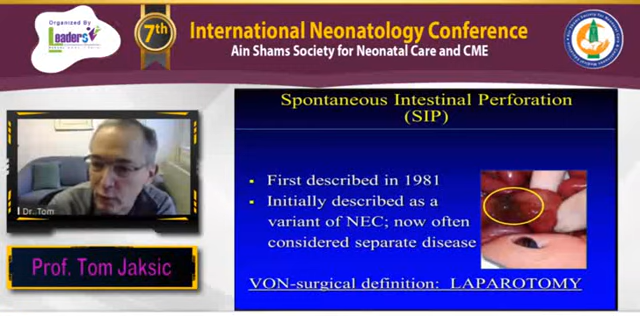 Organized By
Leaders
7th
International Neonatology Conference
Ain Shams Society for Neonatal Care and CME
Spontaneous Intestinal Perforation
(SIP)
▪ First described in 1981
▪ Initially described as a
variant of NEC; now often
considered separate disease
VON-surgical definition: LAPAROTOMY
Dr. Tom
Prof. Tom Jaksic